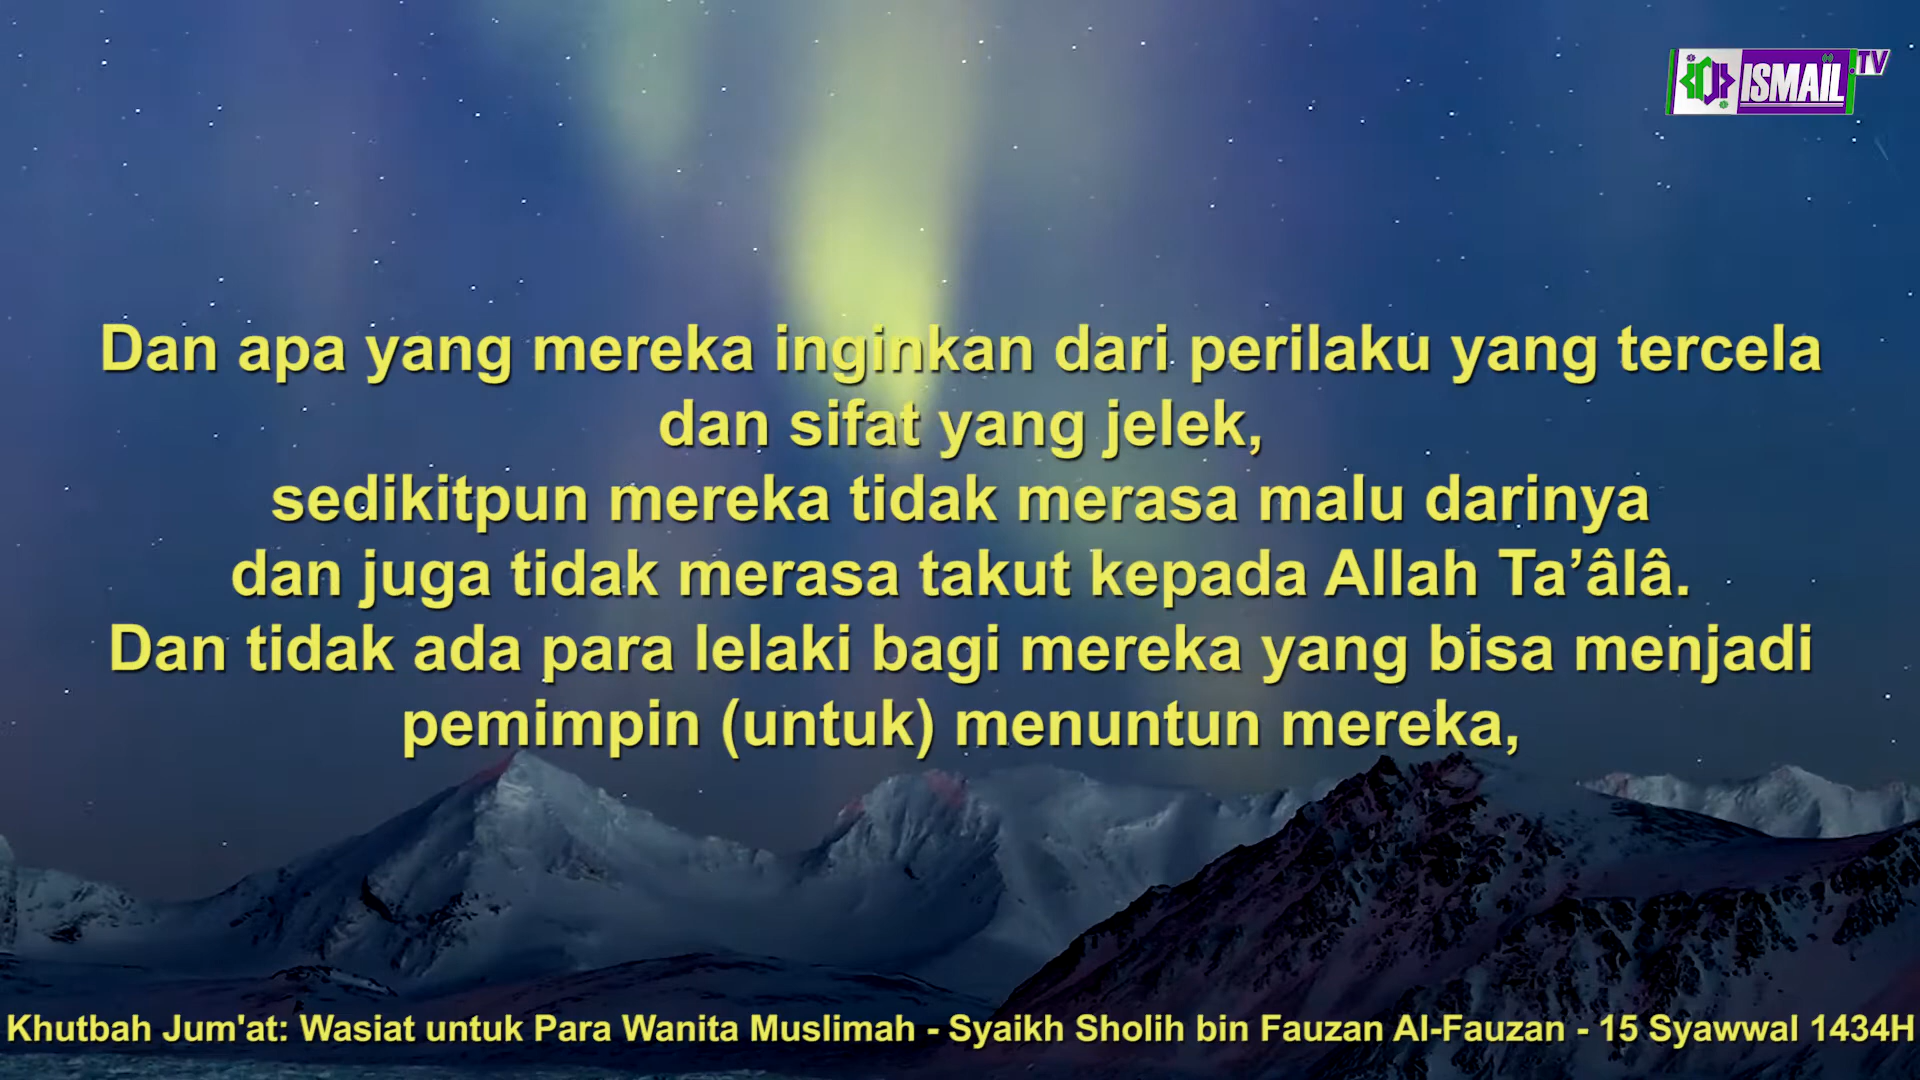 ISMAIL TV
Dan apa yang mereka inginkan dari perilaku yang tercela
dan sifat yang jelek,
sedikitpun mereka tidak merasa malu darinya
dan juga tidak merasa takut kepada Allah Ta’âlâ.
Dan tidak ada para lelaki bagi mereka yang bisa menjadi
pemimpin (untuk) menuntun mereka,
Khutbah Jum'at: Wasiat untuk Para Wanita Muslimah - Syaikh Sholih bin Fauzan Al-Fauzan - 15 Syawwal 1434H